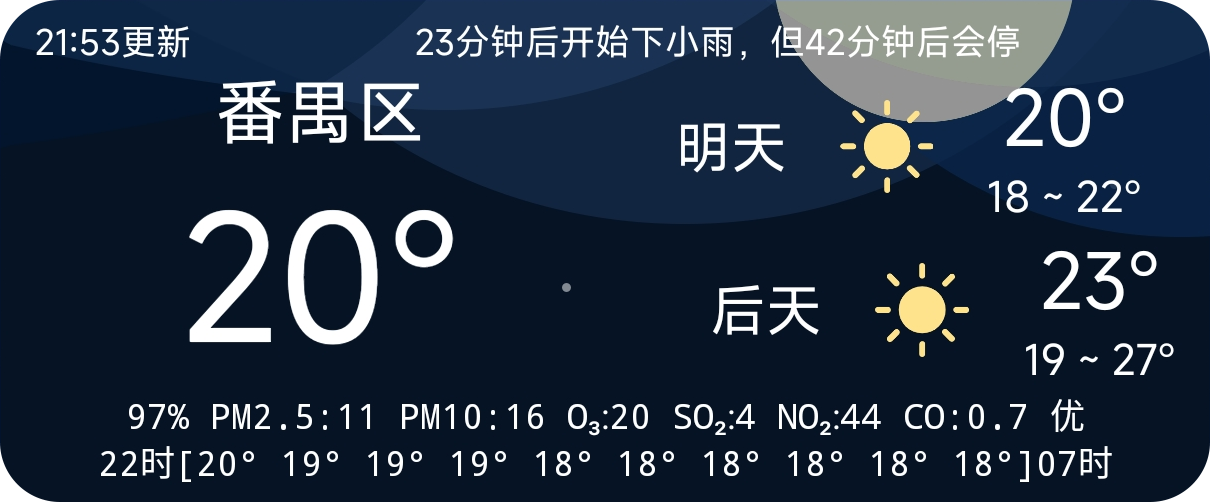 21:53更新
23分钟后开始下小雨，但42分钟后会停
番禺区
20°
明天
20°
18 ~ 22°
后天
23°
19 ~ 27°
97% PM2.5:11 PM10:16 O₃:20 SO₂:4 NO₂:44 CO:0.7 优
22时[20° 19° 19° 19° 18° 18° 18° 18° 18° 18°]07时